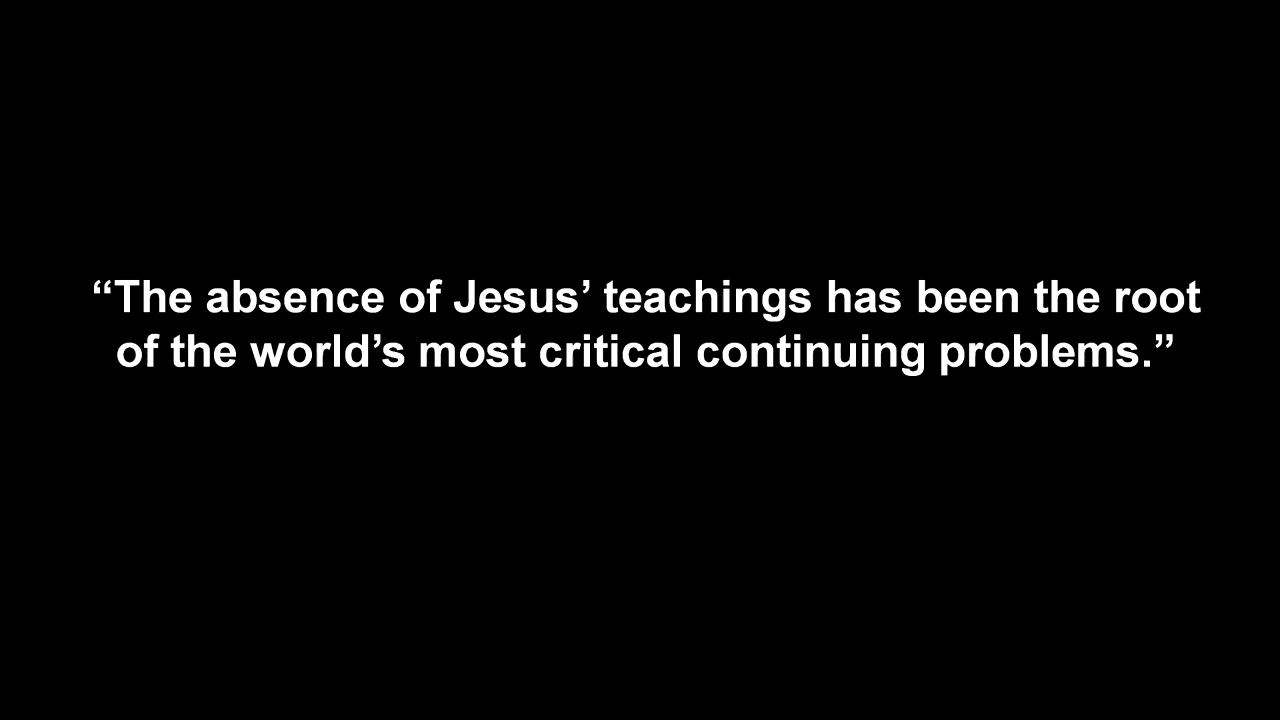 “The absence of Jesus’ teachings has been the root
of the world’s most critical continuing problems.”